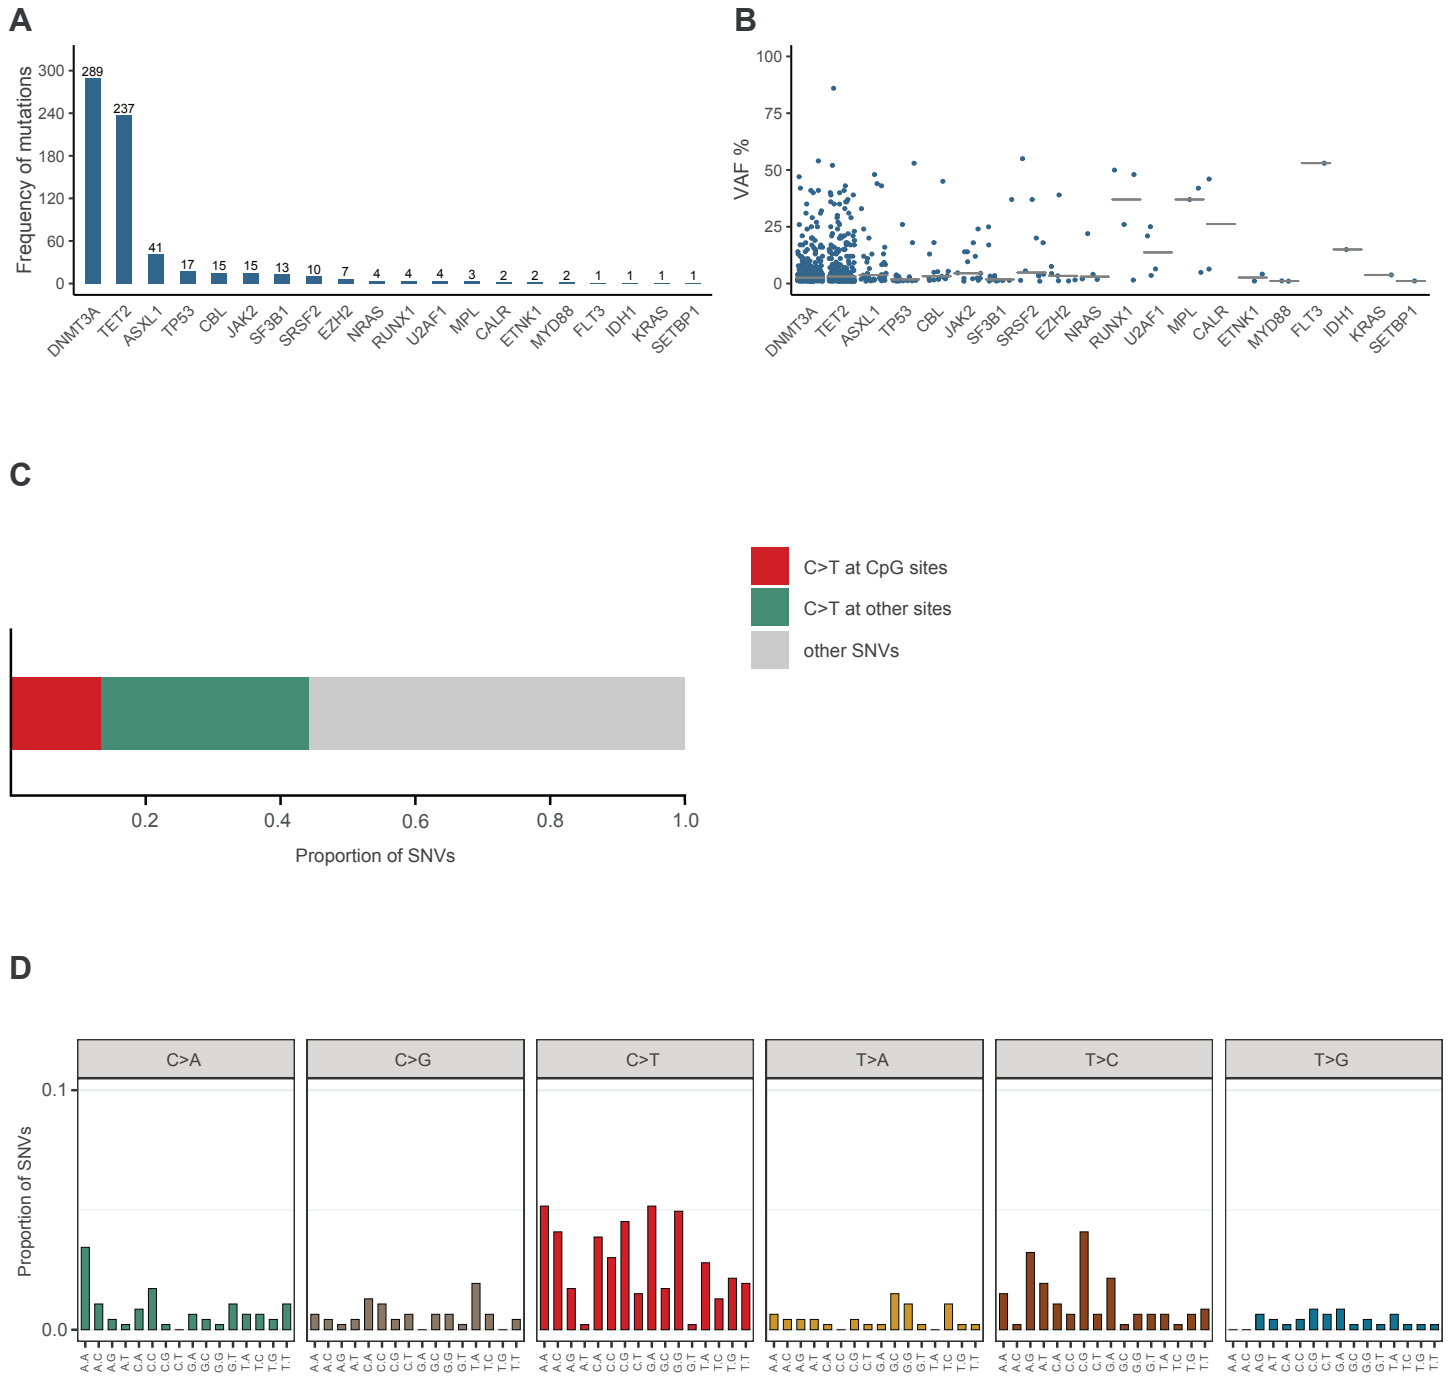 A
Frequency of mutations
300
240
180
120
60
0
289
237
41
17
15
15
13
10
7
4
4
4
3
2
2
2
1
1
1
1
DNMT3A
TET2
ASXL1
TP53
CBL
JAK2
SF3B1
SRSF2
EZH2
NRAS
RUNX1
U2AF1
MPL
CALR
ETNK1
MYD88
FLT3
IDH1
KRAS
SETBP1
B
VAF %
100
75
50
25
0
DNMT3A
TET2
ASXL1
TP53
CBL
JAK2
SF3B1
SRSF2
EZH2
NRAS
RUNX1
U2AF1
MPL
CALR
ETNK1
MYD88
FLT3
IDH1
KRAS
SETBP1
C
C>T at CpG sites
C>T at other sites
other SNVs
0.2
0.4
0.6
0.8
1.0
Proportion of SNVs
D
C>A
C>G
C>T
T>A
T>C
T>G
Proportion of SNVs
0.1
0.0
A.A
A.C
A.G
A.T
C.A
C.C
C.G
C.T
G.A
G.C
G.G
G.T
T.A
T.C
T.G
T.T
A.A
A.C
A.G
A.T
C.A
C.C
C.G
C.T
G.A
G.C
G.G
G.T
T.A
T.C
T.G
T.T
A.A
A.C
A.G
A.T
C.A
C.C
C.G
C.T
G.A
G.C
G.G
G.T
T.A
T.C
T.G
T.T
A.A
A.C
A.G
A.T
C.A
C.C
C.G
C.T
G.A
G.C
G.G
G.T
T.A
T.C
T.G
T.T
A.A
A.C
A.G
A.T
C.A
C.C
C.G
C.T
G.A
G.C
G.G
G.T
T.A
T.C
T.G
T.T
A.A
A.C
A.G
A.T
C.A
C.C
C.G
C.T
G.A
G.C
G.G
G.T
T.A
T.C
T.G
T.T